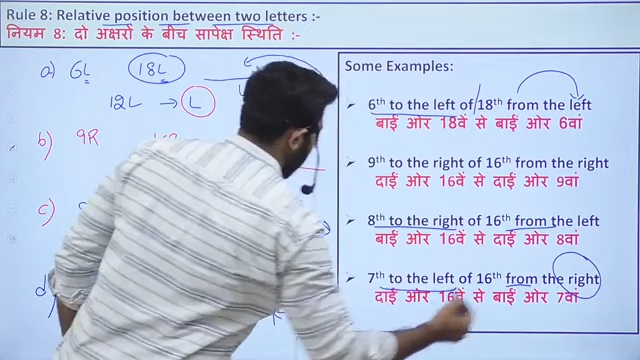 Rule 8: Relative position between two letters :-
नियम 8: दो अक्षरों के बीच सापेक्ष स्थिति :-
a) 6L 18L
12L → L
b) 9R
c)
d)
Some Examples:
➢ 6th to the left of 18th from the left
बाईं ओर 18वें से बाईं ओर 6वां
➢ 9th to the right of 16th from the right
दाईं ओर 16वें से दाईं ओर 9वां
➢ 8th to the right of 16th from the left
बाईं ओर 16वें से दाईं ओर 8वां
➢ 7th to the left of 16th from the right
दाईं ओर 16वें से बाईं ओर 7वां